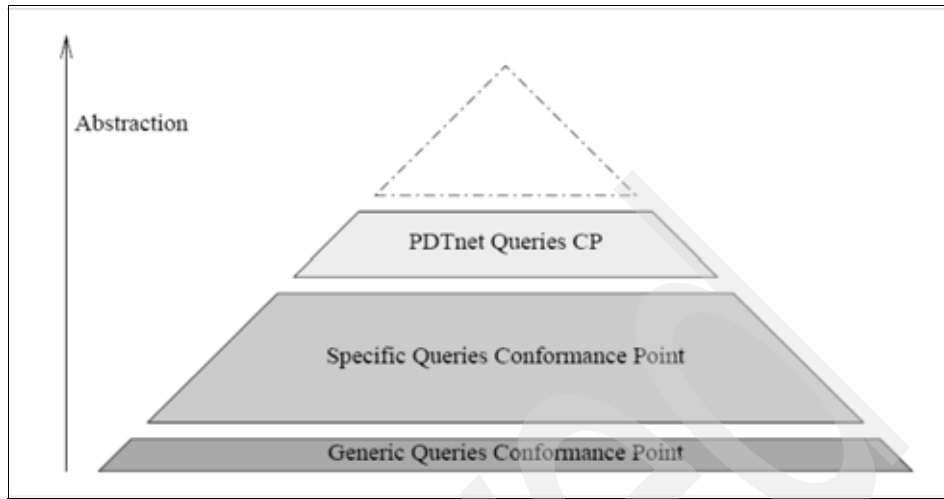 Abstraction
PDTnet Queries CP
Specific Queries Conformance Point
Generic Queries Conformance Point